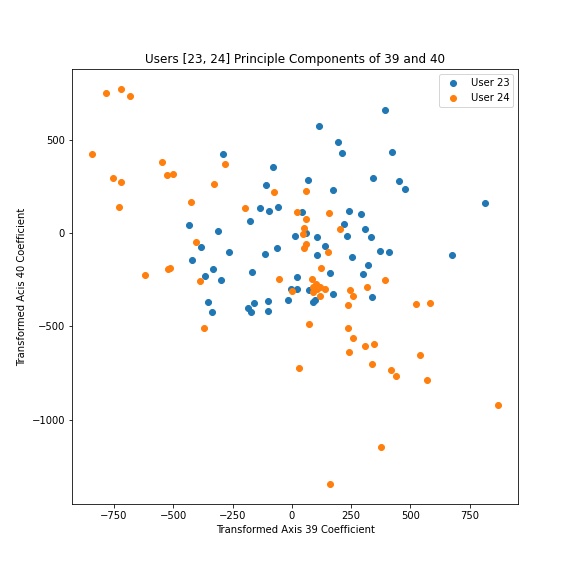 Users [23, 24] Principle Components of 39 and 40
User 23
User 24
Transformed Acis 40 Coefficient
500
0
−500
−1000
−750
−500
−250
0
250
500
750
Transformed Axis 39 Coefficient